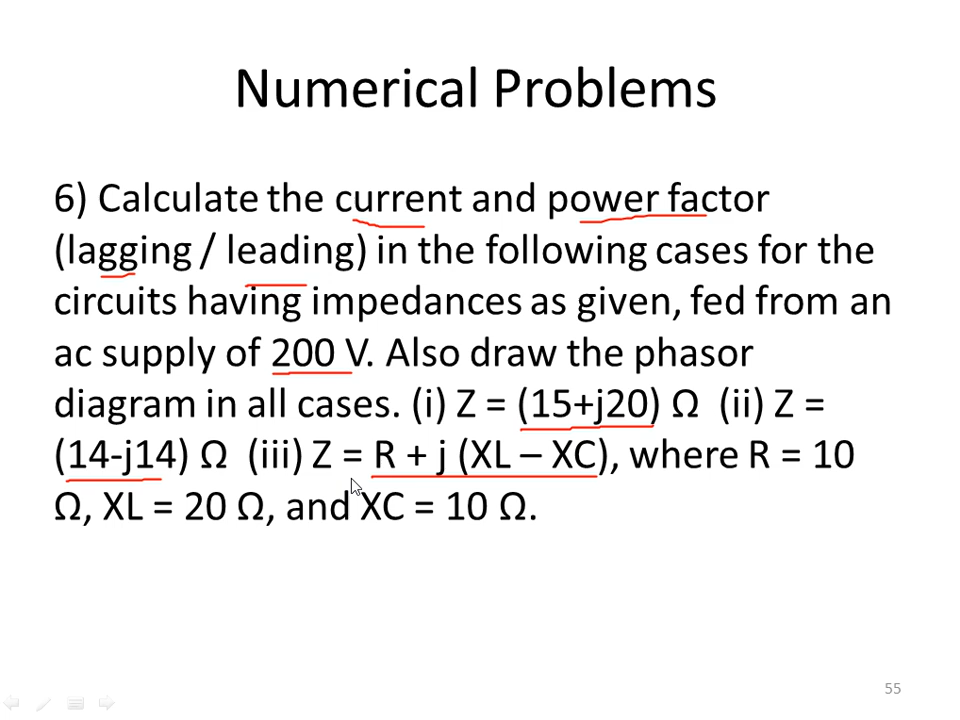 Numerical Problems
6) Calculate the current and power factor
(lagging / leading) in the following cases for the
circuits having impedances as given, fed from an
ac supply of 200 V. Also draw the phasor
diagram in all cases. (i) Z = (15+j20) Ω (ii) Z =
(14-j14) Ω (iii) Z = R + j (XL – XC), where R = 10
Ω, XL = 20 Ω, and XC = 10 Ω.
55